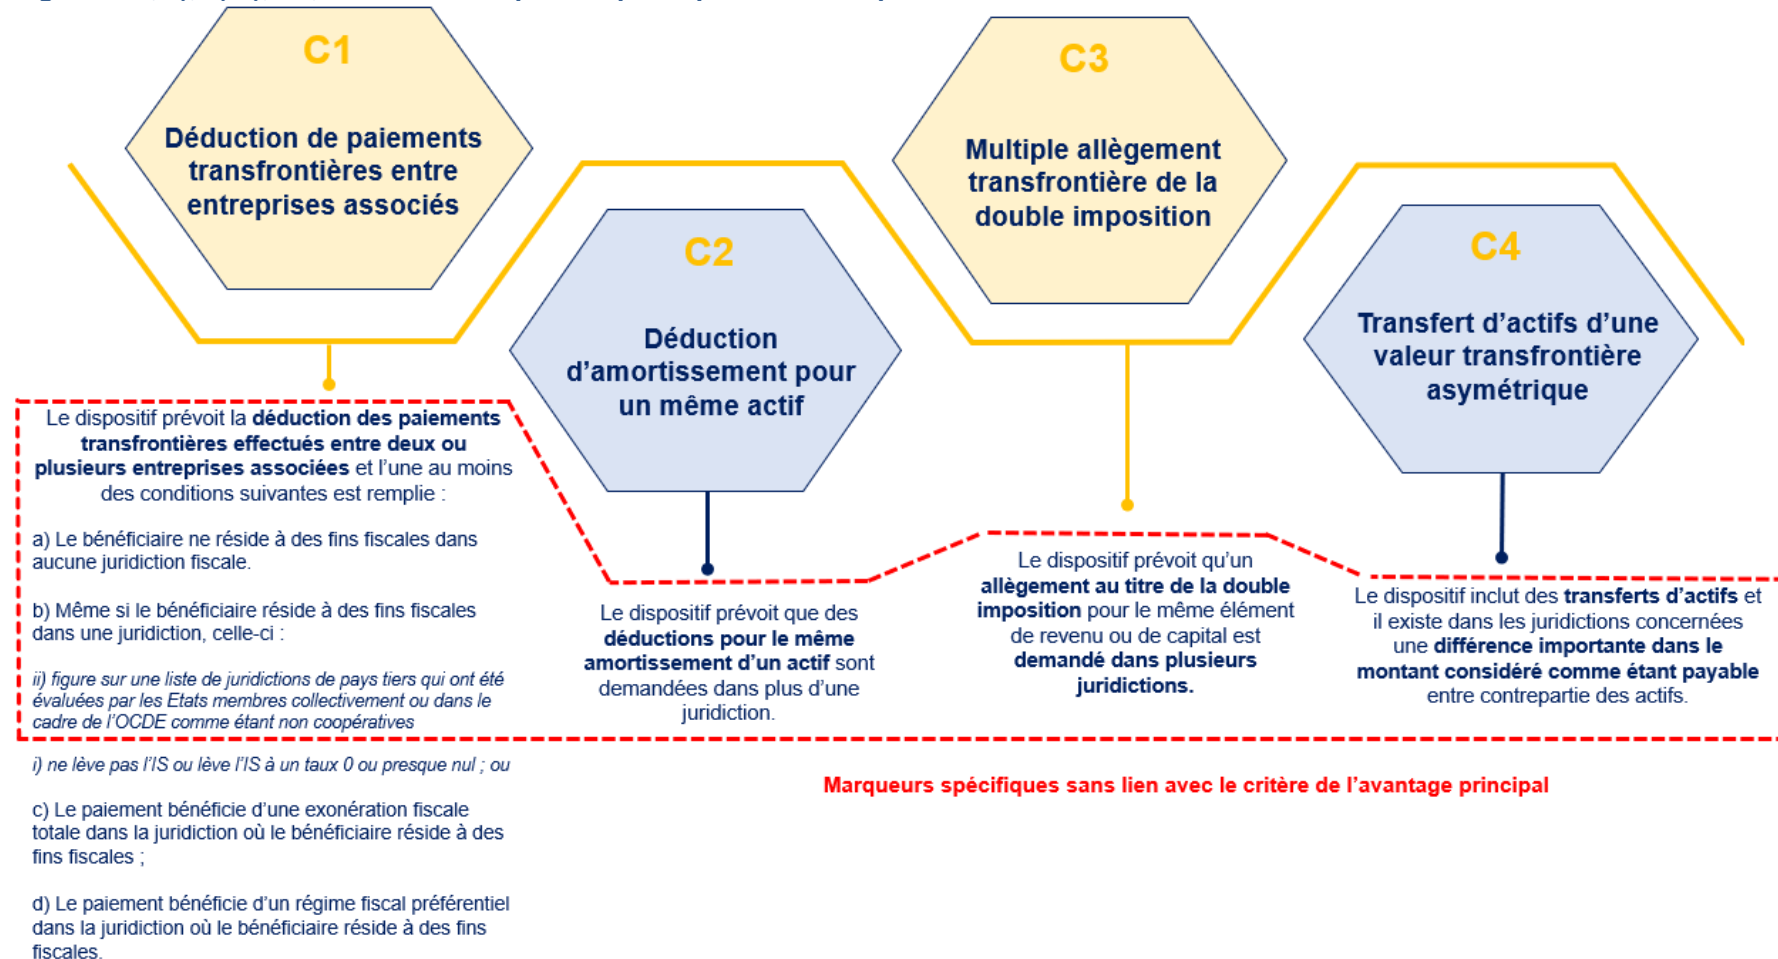 C1
Déduction de paiements
transfrontières entre
entreprises associés
C2
Déduction
d’amortissement pour
un même actif
C3
Multiple allègement
transfrontière de la
double imposition
C4
Transfert d’actifs d’une
valeur transfrontière
asymétrique
Le dispositif prévoit la déduction des paiements
transfrontières effectués entre deux ou
plusieurs entreprises associées et l’une au moins
des conditions suivantes est remplie :
a) Le bénéficiaire ne réside à des fins fiscales dans
aucune juridiction fiscale.
b) Même si le bénéficiaire réside à des fins fiscales
dans une juridiction, celle-ci :
ii) figure sur une liste de juridictions de pays tiers qui ont été
évaluées par les Etats membres collectivement ou dans le
cadre de l’OCDE comme étant non coopératives
i) ne lève pas l’IS ou lève l’IS à un taux 0 ou presque nul ; ou
c) Le paiement bénéficie d’une exonération fiscale
totale dans la juridiction où le bénéficiaire réside à des
fins fiscales ;
d) Le paiement bénéficie d’un régime fiscal préférentiel
dans la juridiction où le bénéficiaire réside à des fins
fiscales.
Le dispositif prévoit que des
déductions pour le même
amortissement d’un actif sont
demandées dans plus d’une
juridiction.
Le dispositif prévoit qu’un
allègement au titre de la double
imposition pour le même élément
de revenu ou de capital est
demandé dans plusieurs
juridictions.
Le dispositif inclut des transferts d’actifs et
il existe dans les juridictions concernées
une différence importante dans le
montant considéré comme étant payable
entre contrepartie des actifs.
Marqueurs spécifiques sans lien avec le critère de l’avantage principal